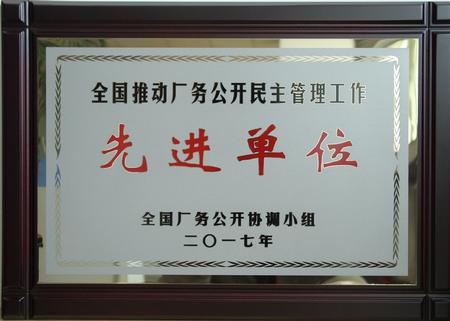 全国推动厂务公开民主管理工作
先进单位
全国厂务公开协调小组
二〇一七年